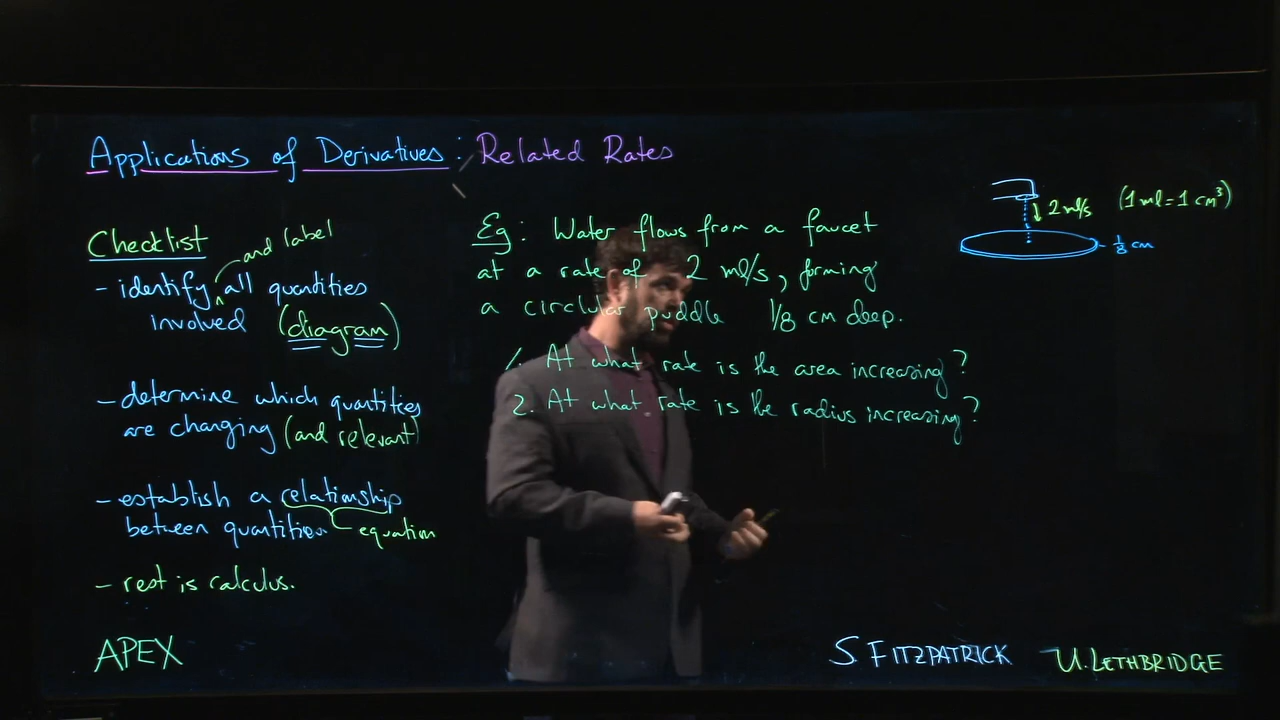 Applications of Derivatives: Related Rates
Checklist
and label
- identify ^ all quantities
involved (diagram)
- determine which quantities
are changing (and relevant)
- establish a relationship
between quantities equation
- rest is calculus.
Eg: Water flows from a faucet
at a rate of 2 ml/s, forming
a circlular puddle 1/8 cm deep.
1. At what rate is the area increasing?
2. At what rate is the radius increasing?
2 ml/s (1 ml = 1 cm³)
1/8 cm
APEX
S. FITZPATRICK
U. LETHBRIDGE